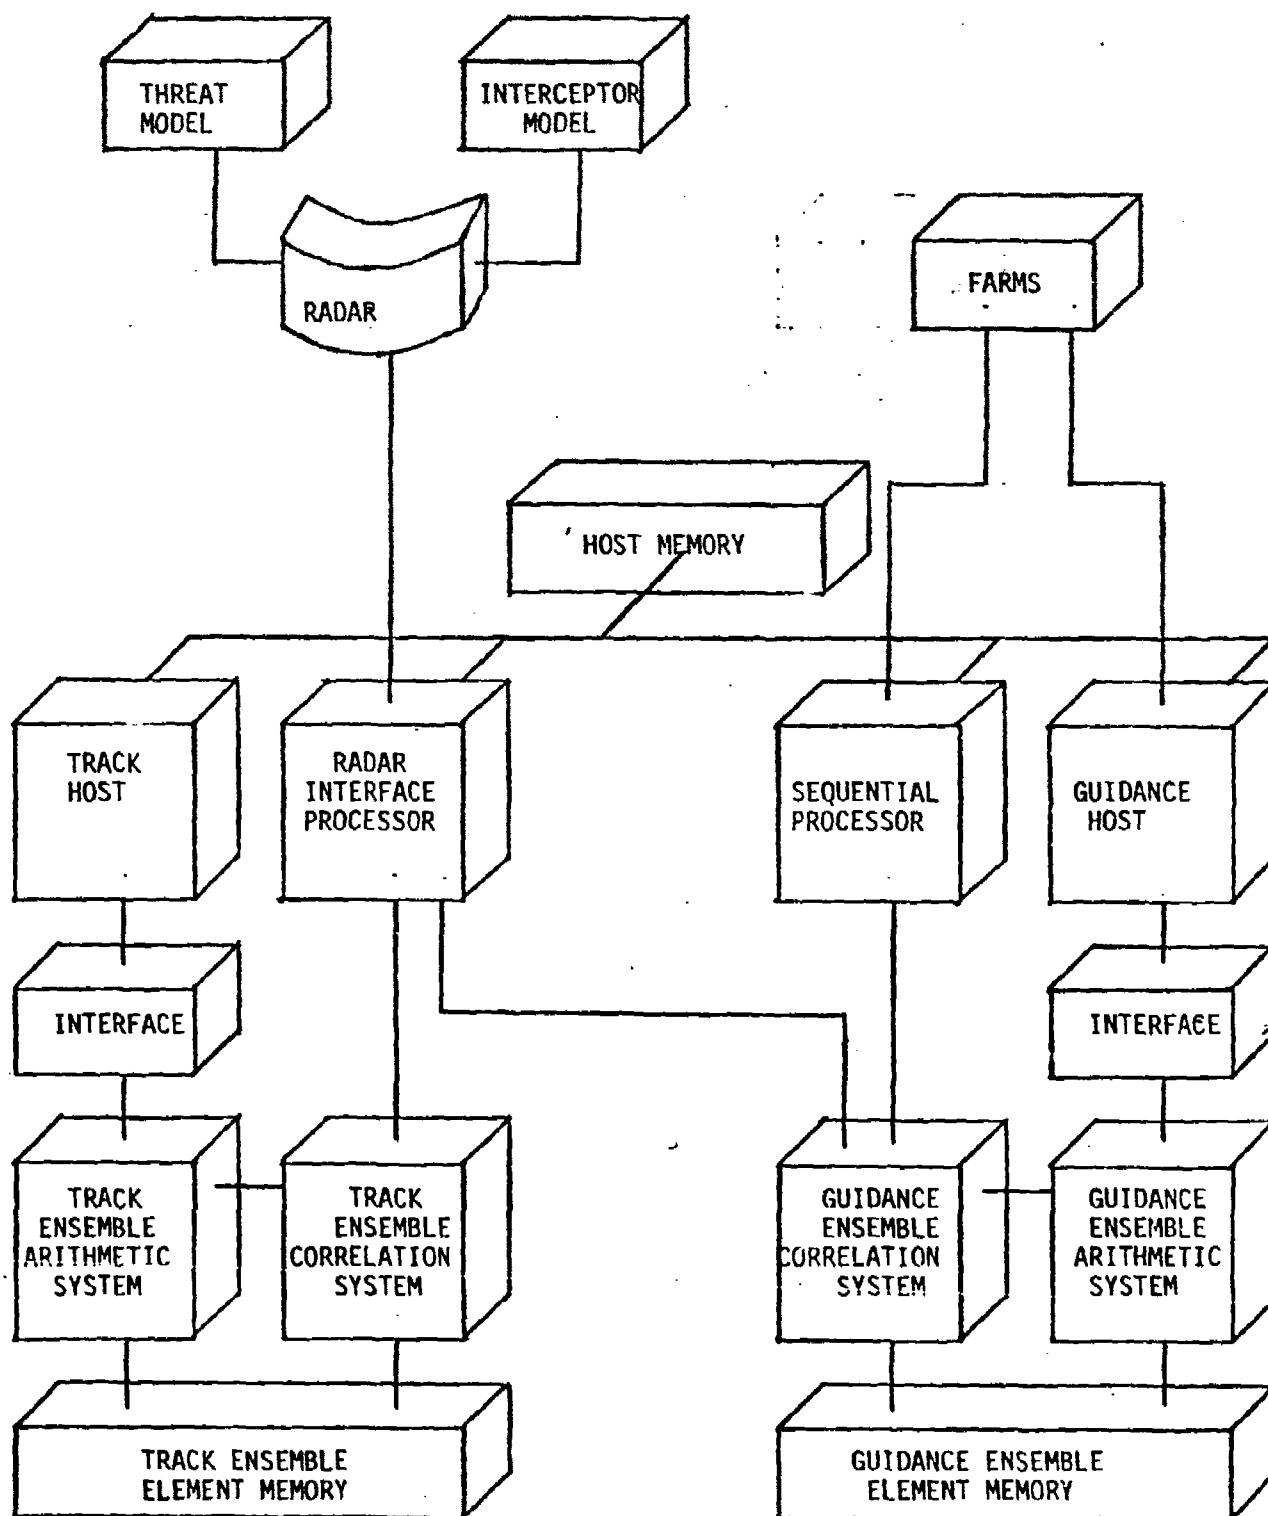 THREAT
MODEL
INTERCEPTOR
MODEL
RADAR
FARMS
HOST MEMORY
TRACK
HOST
RADAR
INTERFACE
PROCESSOR
SEQUENTIAL
PROCESSOR
GUIDANCE
HOST
INTERFACE
INTERFACE
TRACK
ENSEMBLE
ARITHMETIC
SYSTEM
TRACK
ENSEMBLE
CORRELATION
SYSTEM
GUIDANCE
ENSEMBLE
CORRELATION
SYSTEM
GUIDANCE
ENSEMBLE
ARITHMETIC
SYSTEM
TRACK ENSEMBLE
ELEMENT MEMORY
GUIDANCE ENSEMBLE
ELEMENT MEMORY